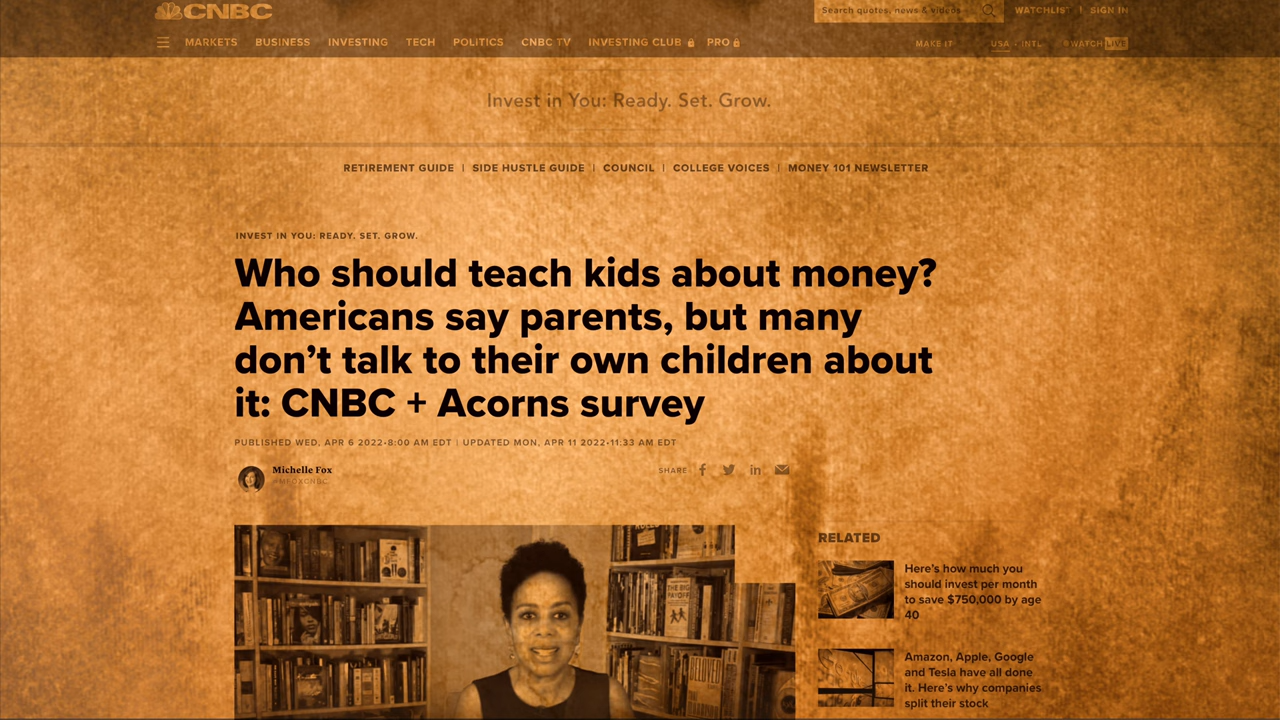 CNBC
Search quotes, news & videos
WATCHLIST | SIGN IN
MARKETS BUSINESS INVESTING TECH POLITICS CNBC TV INVESTING CLUB PRO
MAKE IT USA • INTL WATCH LIVE
Invest in You: Ready. Set. Grow.
RETIREMENT GUIDE | SIDE HUSTLE GUIDE | COUNCIL | COLLEGE VOICES | MONEY 101 NEWSLETTER
INVEST IN YOU: READY. SET. GROW.
Who should teach kids about money?
Americans say parents, but many
don’t talk to their own children about
it: CNBC + Acorns survey
PUBLISHED WED, APR 6 2022•8:00 AM EDT | UPDATED MON, APR 11 2022•11:33 AM EDT
Michelle Fox
@MFOXCNBC
SHARE
THE BIG
PAYOFF
BELOVED
RELATED
Here’s how much you
should invest per month
to save $750,000 by age
40
Amazon, Apple, Google
and Tesla have all done
it. Here’s why companies
split their stock